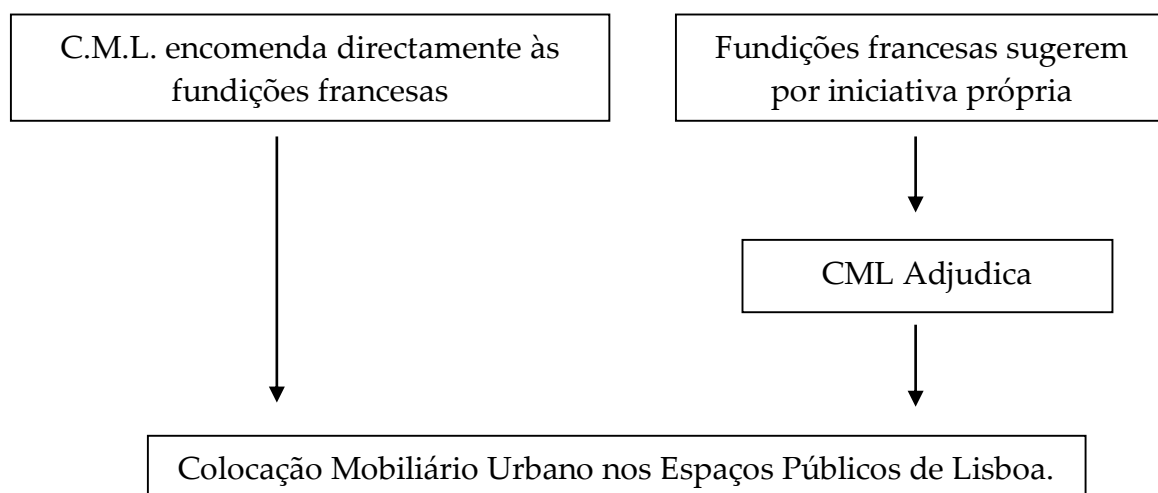 C.M.L. encomenda directamente às
fundições francesas
Fundições francesas sugerem
por iniciativa própria
CML Adjudica
Colocação Mobiliário Urbano nos Espaços Públicos de Lisboa.